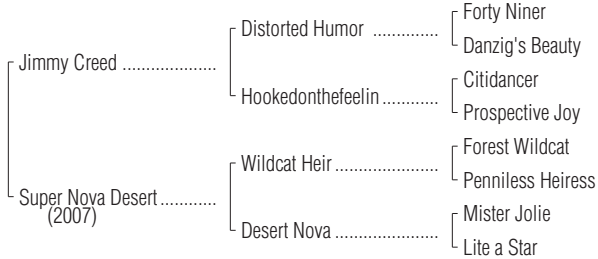 Forty Niner
Distorted Humor ..............
Danzig's Beauty
Jimmy Creed ....................
Citidancer
Hookedonthefeelin ............
Prospective Joy
Forest Wildcat
Wildcat Heir ......................
Penniless Heiress
Super Nova Desert ............
(2007)
Mister Jolie
Desert Nova ......................
Lite a Star